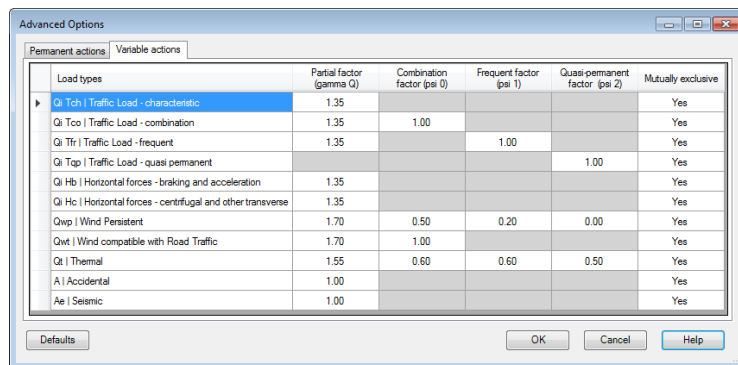 Advanced Options
Permanent actions Variable actions
Load types Partial factor (gamma Q) Combination factor (psi 0) Frequent factor (psi 1) Quasi-permanent factor (psi 2) Mutually exclusive
Qi Tch | Traffic Load - characteristic 1.35 Yes
Qi Tco | Traffic Load - combination 1.35 1.00 Yes
Qi Tfr | Traffic Load - frequent 1.35 1.00 Yes
Qi Tqp | Traffic Load - quasi permanent 1.00 Yes
Qi Hb | Horizontal forces - braking and acceleration 1.35 Yes
Qi Hc | Horizontal forces - centrifugal and other transverse 1.35 Yes
Qwp | Wind Persistent 1.70 0.50 0.20 0.00 Yes
Qwt | Wind compatible with Road Traffic 1.70 1.00 Yes
Qt | Thermal 1.55 0.60 0.60 0.50 Yes
A | Accidental 1.00 Yes
Ae | Seismic 1.00 Yes
Defaults OK Cancel Help